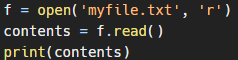 f = open('myfile.txt', 'r')
contents = f.read()
print(contents)